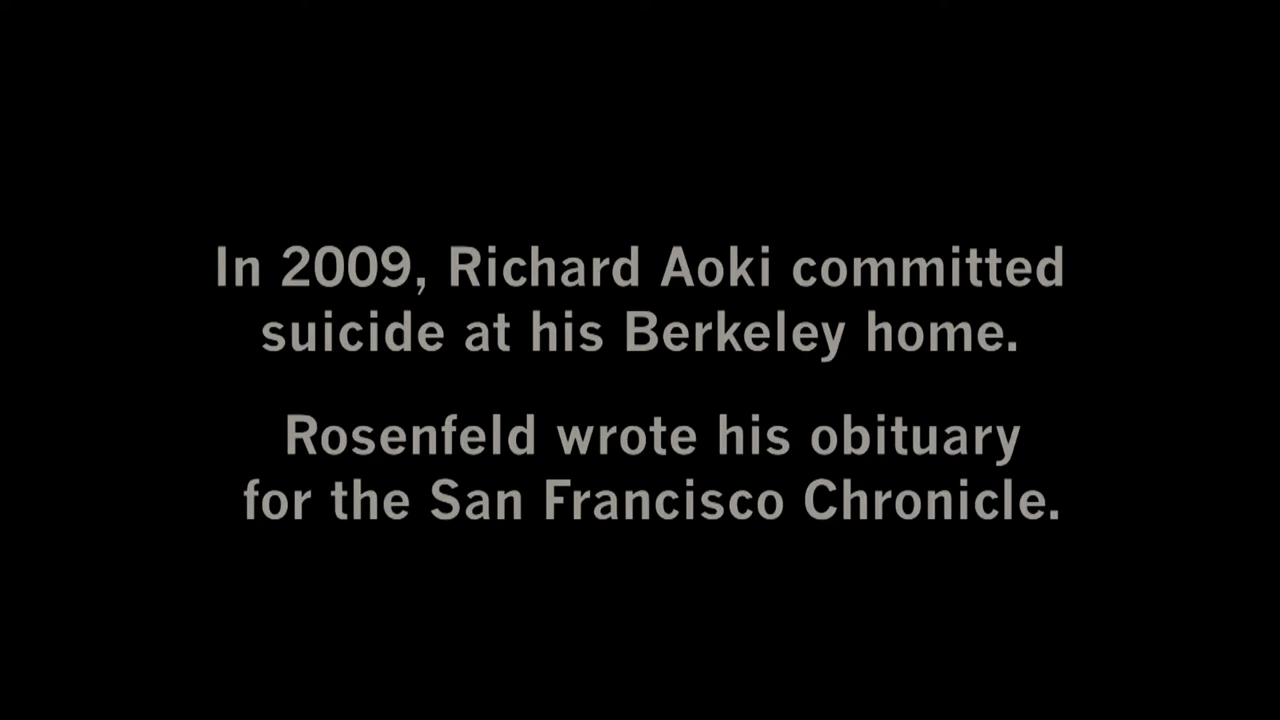 In 2009, Richard Aoki committed
suicide at his Berkeley home.
Rosenfeld wrote his obituary
for the San Francisco Chronicle.